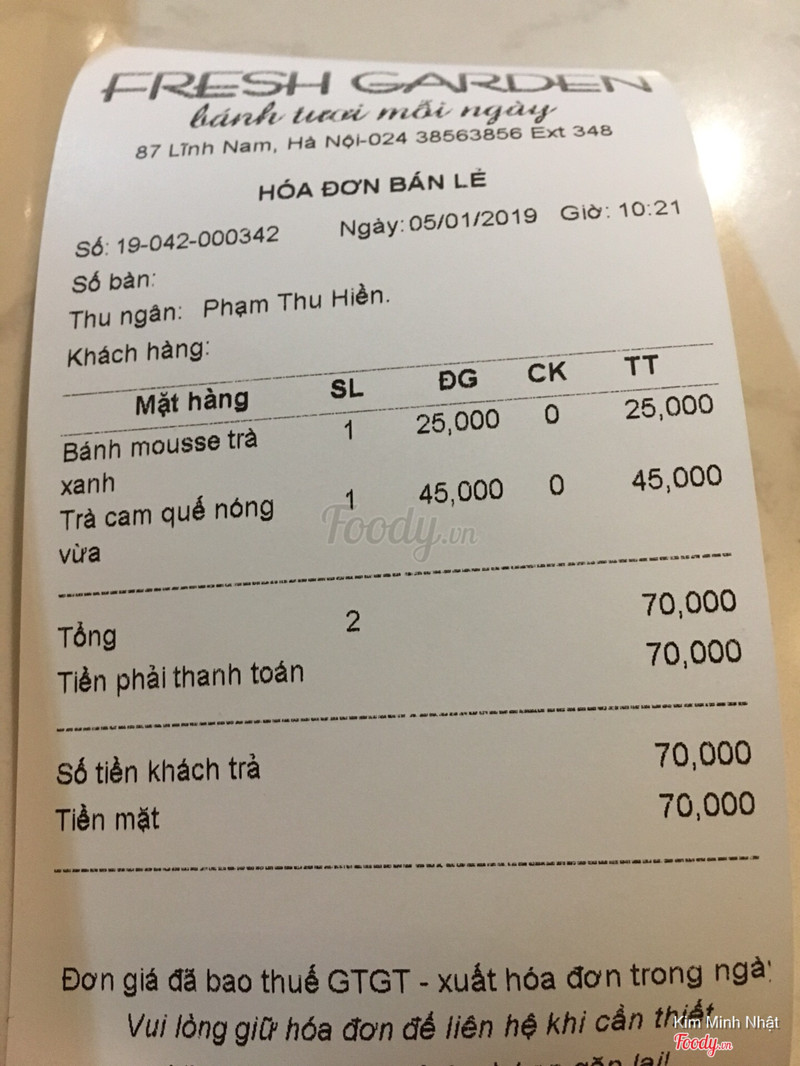 FRESH GARDEN
bánh tươi mỗi ngày
87 Lĩnh Nam, Hà Nội-024 38563856 Ext 348
HÓA ĐƠN BÁN LẺ
Số: 19-042-000342 Ngày: 05/01/2019 Giờ: 10:21
Số bàn:
Thu ngân: Phạm Thu Hiền.
Khách hàng:
Mặt hàng SL ĐG CK TT
Bánh mousse trà 1 25,000 0 25,000
xanh
Trà cam quế nóng 1 45,000 0 45,000
vừa
Foody.vn
Tổng 2 70,000
Tiền phải thanh toán 70,000
Số tiền khách trả 70,000
Tiền mặt 70,000
Đơn giá đã bao thuế GTGT - xuất hóa đơn trong
Vui lòng giữ hóa đơn để liên hệ khi cần thiết
Kim Minh Nhật
Foody.vn
lại!